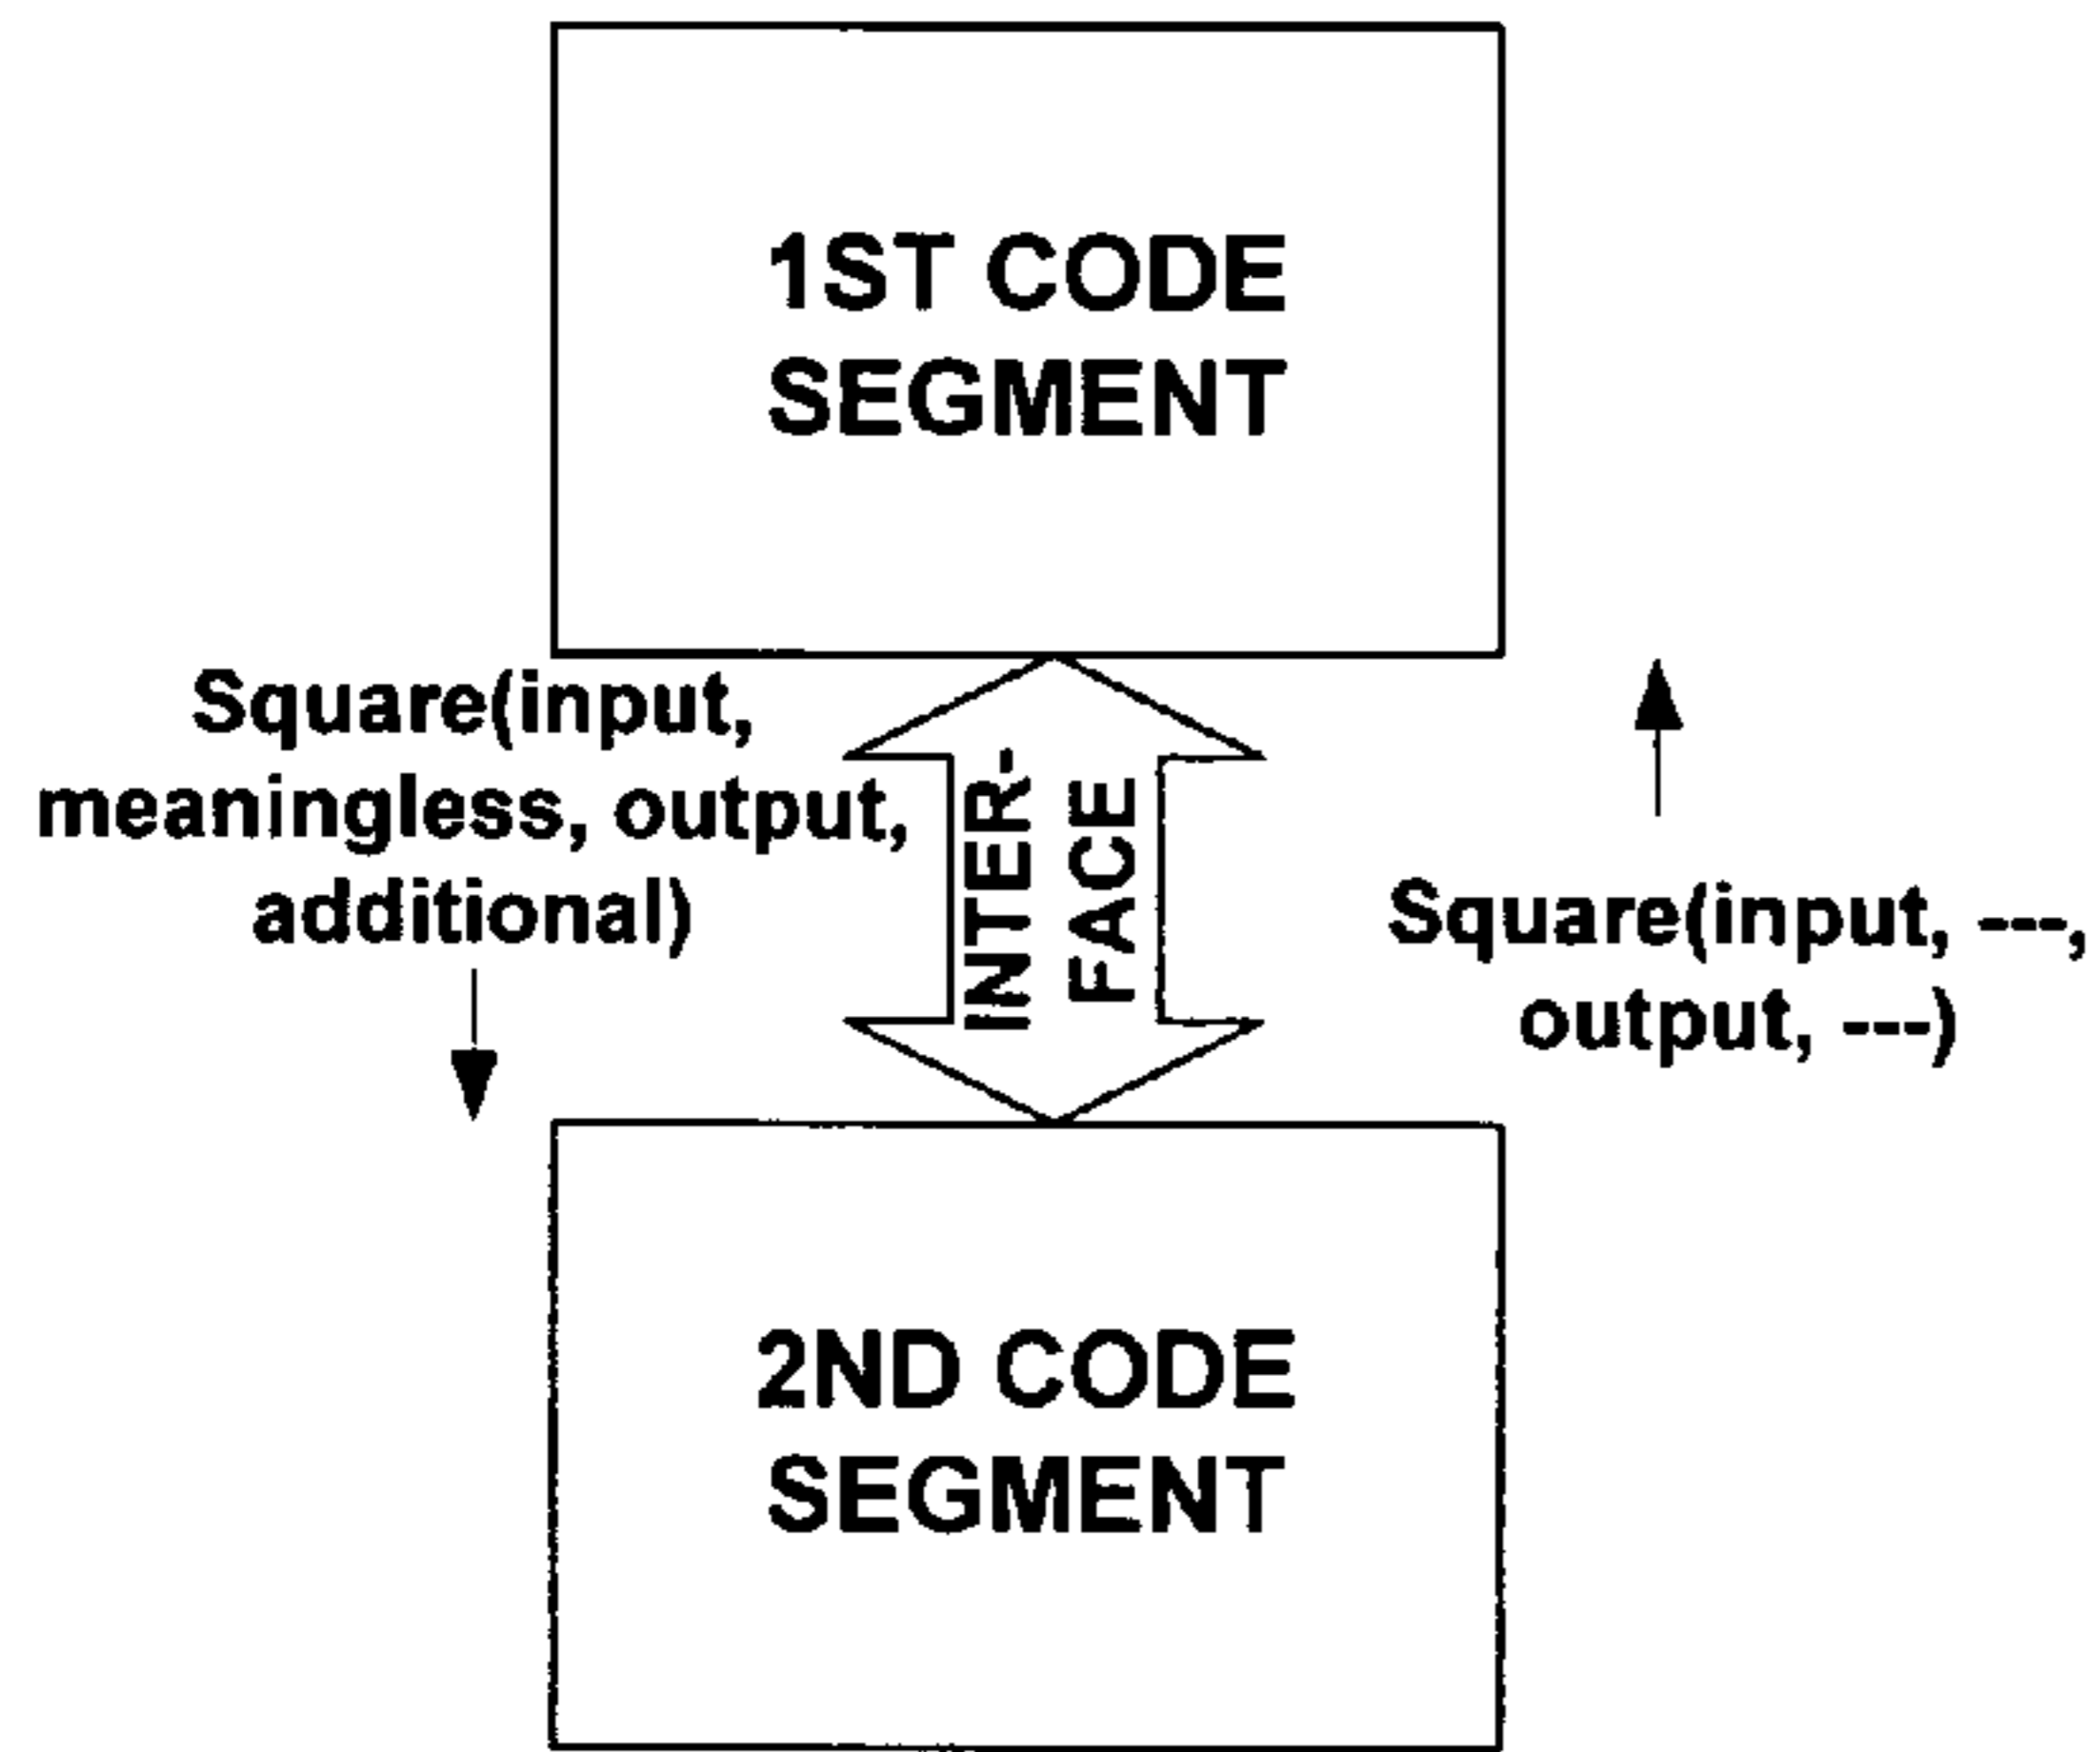 1ST CODE
SEGMENT
Square(input,
meaningless, output,
additional)
INTER-
FACE
Square(input, ---,
output, ---)
2ND CODE
SEGMENT